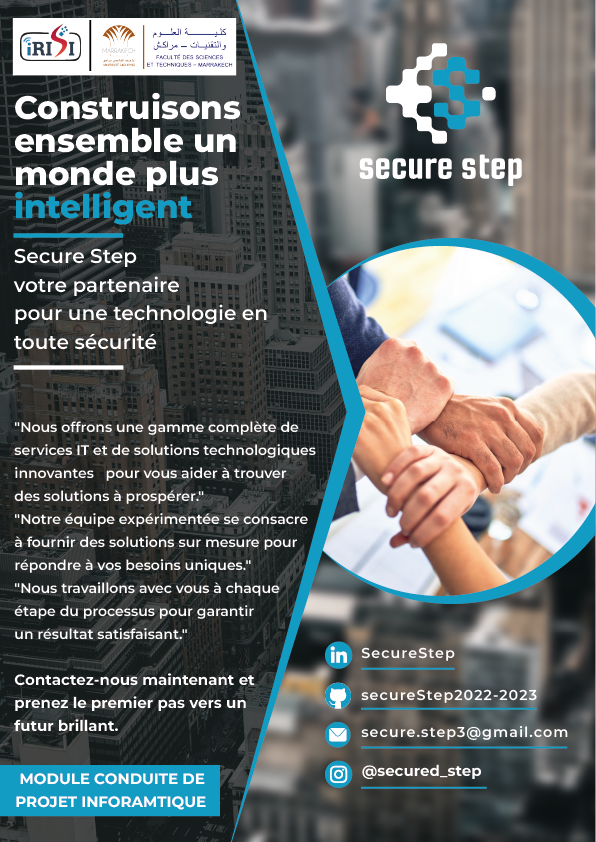 iRISI
MARRAKECH
كليـة العلـوم
والتقنيـات - مراكش
FACULTÉ DES SCIENCES
ET TECHNIQUES - MARRAKECH
Construisons
ensemble un
monde plus
intelligent
Secure Step
votre partenaire
pour une technologie en
toute sécurité
"Nous offrons une gamme complète de
services IT et de solutions technologiques
innovantes pour vous aider à trouver
des solutions à prospérer."
"Notre équipe expérimentée se consacre
à fournir des solutions sur mesure pour
répondre à vos besoins uniques."
"Nous travaillons avec vous à chaque
étape du processus pour garantir
un résultat satisfaisant."
Contactez-nous maintenant et
prenez le premier pas vers un
futur brillant.
MODULE CONDUITE DE
PROJET INFORAMTIQUE
secure step
in SecureStep
secureStep2022-2023
secure.step3@gmail.com
@secured_step